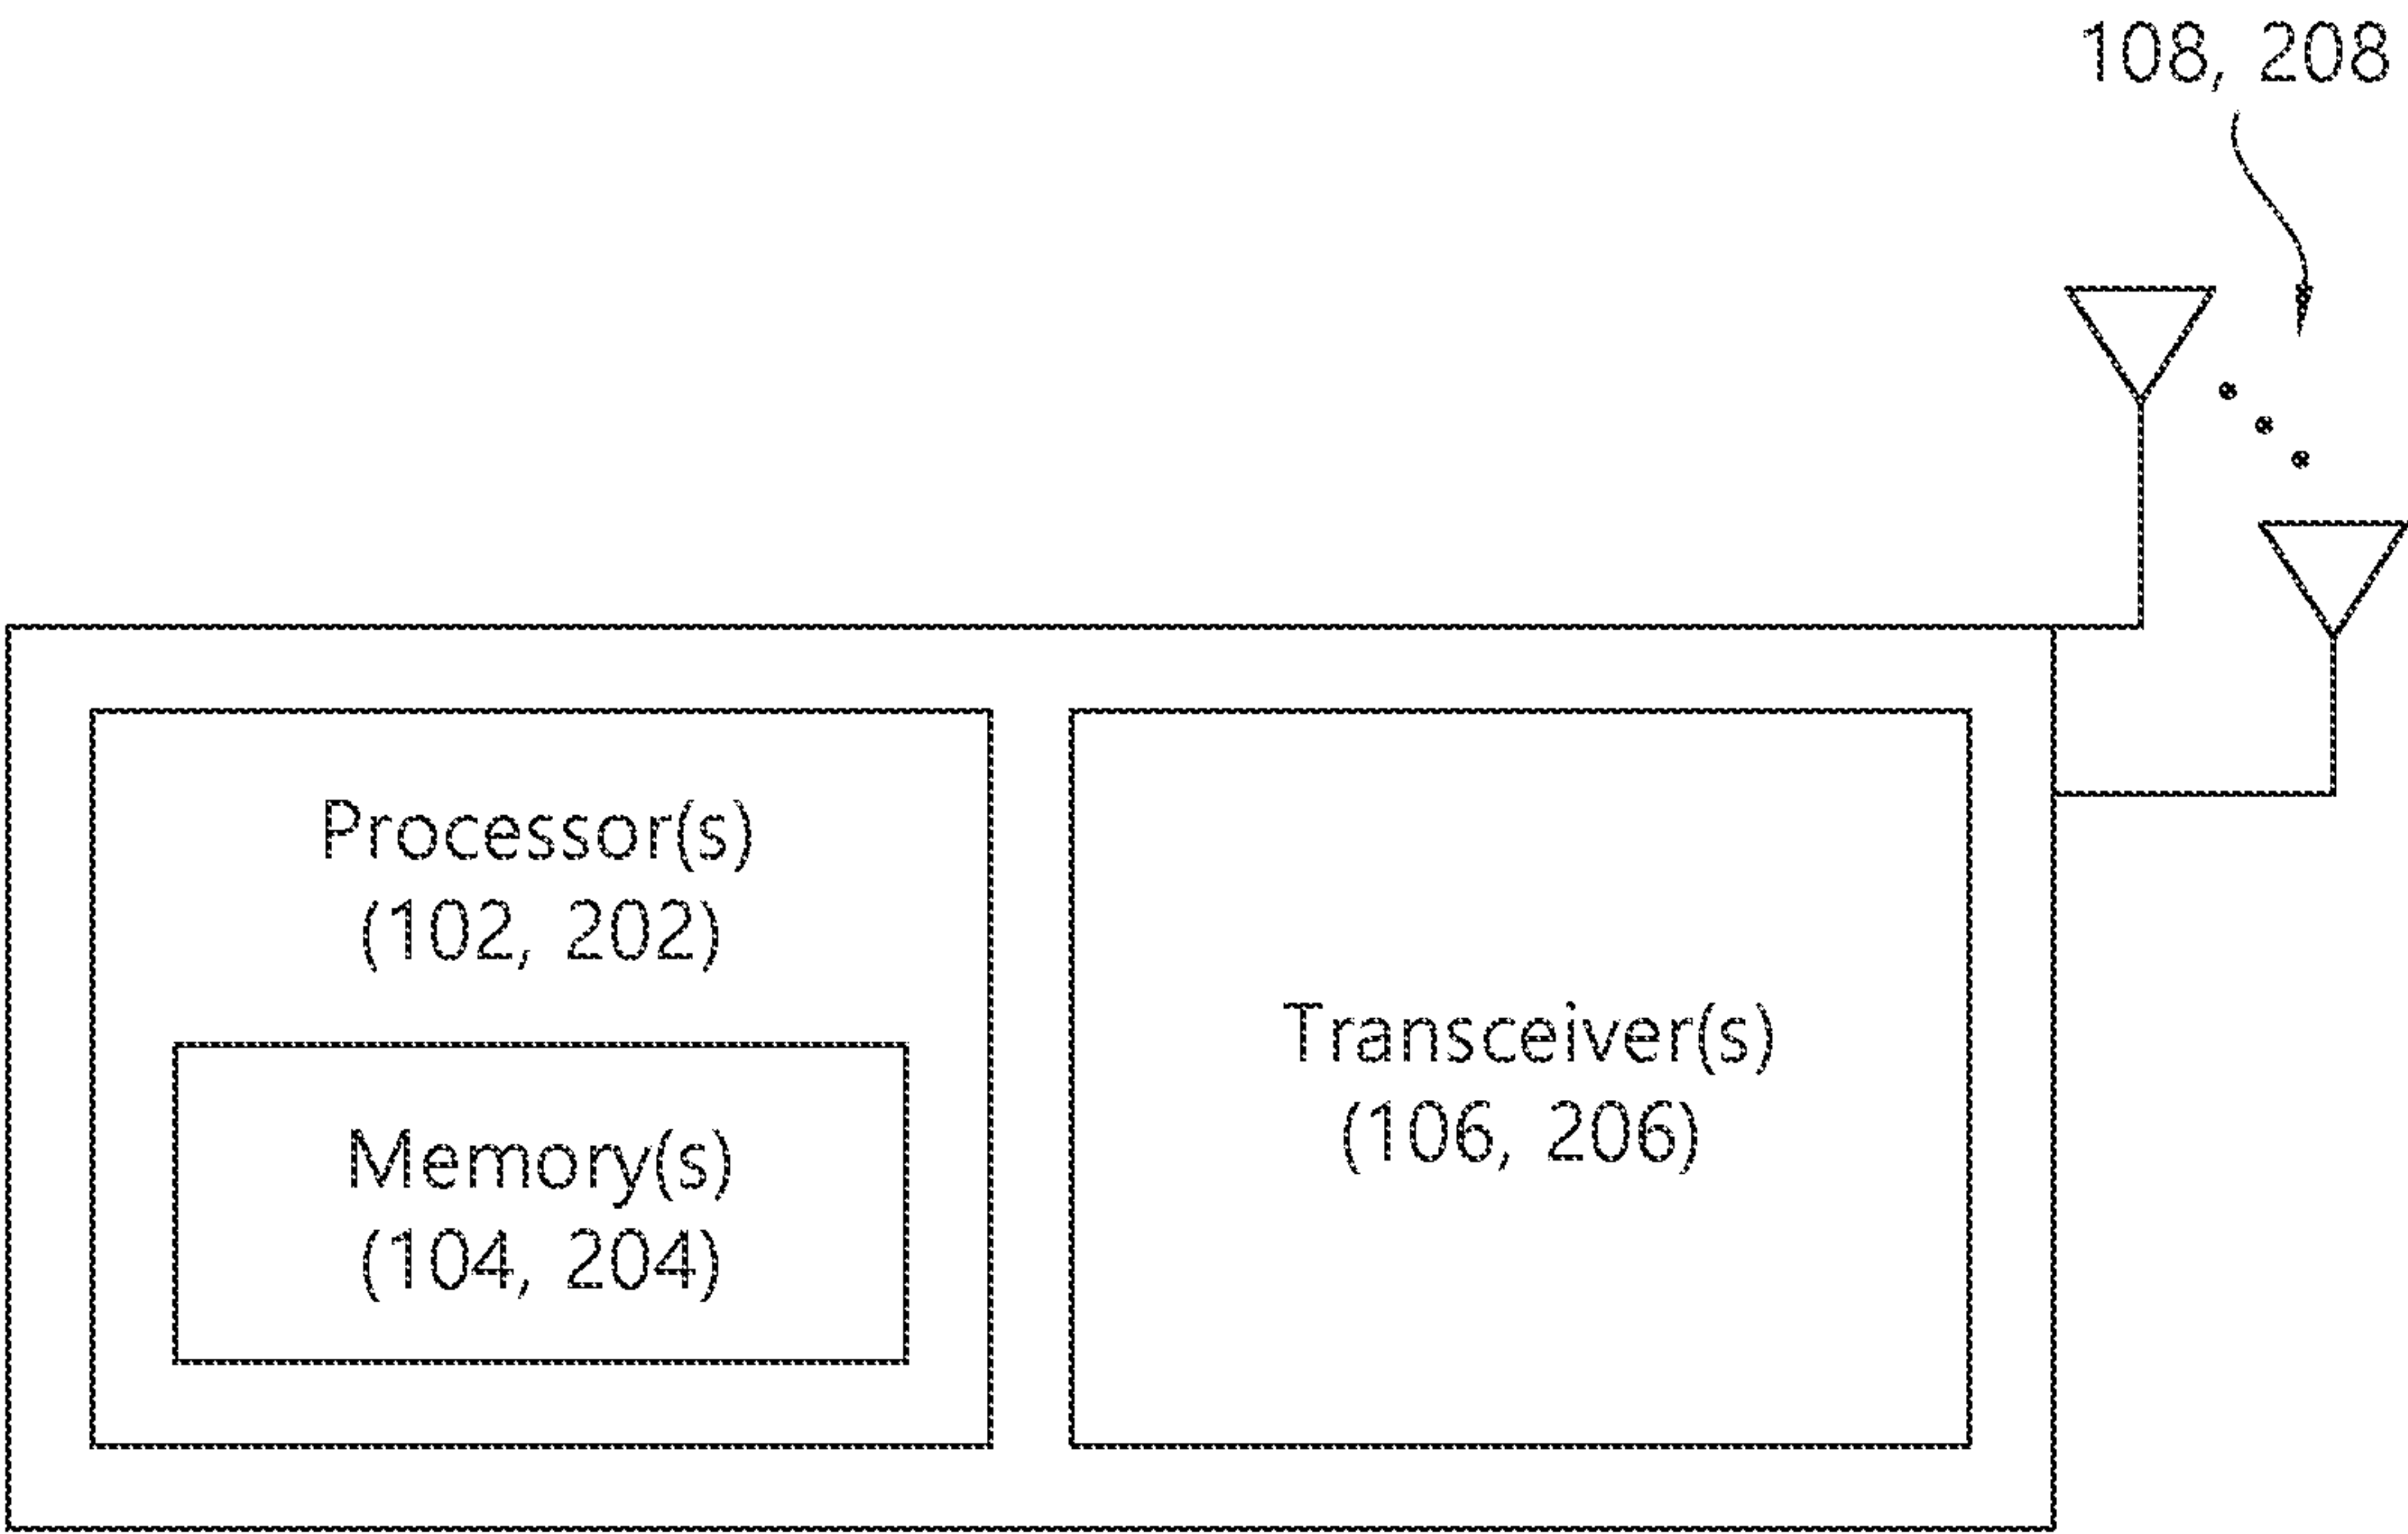 108, 208
Processor(s)
(102, 202)
Memory(s)
(104, 204)
Transceiver(s)
(106, 206)